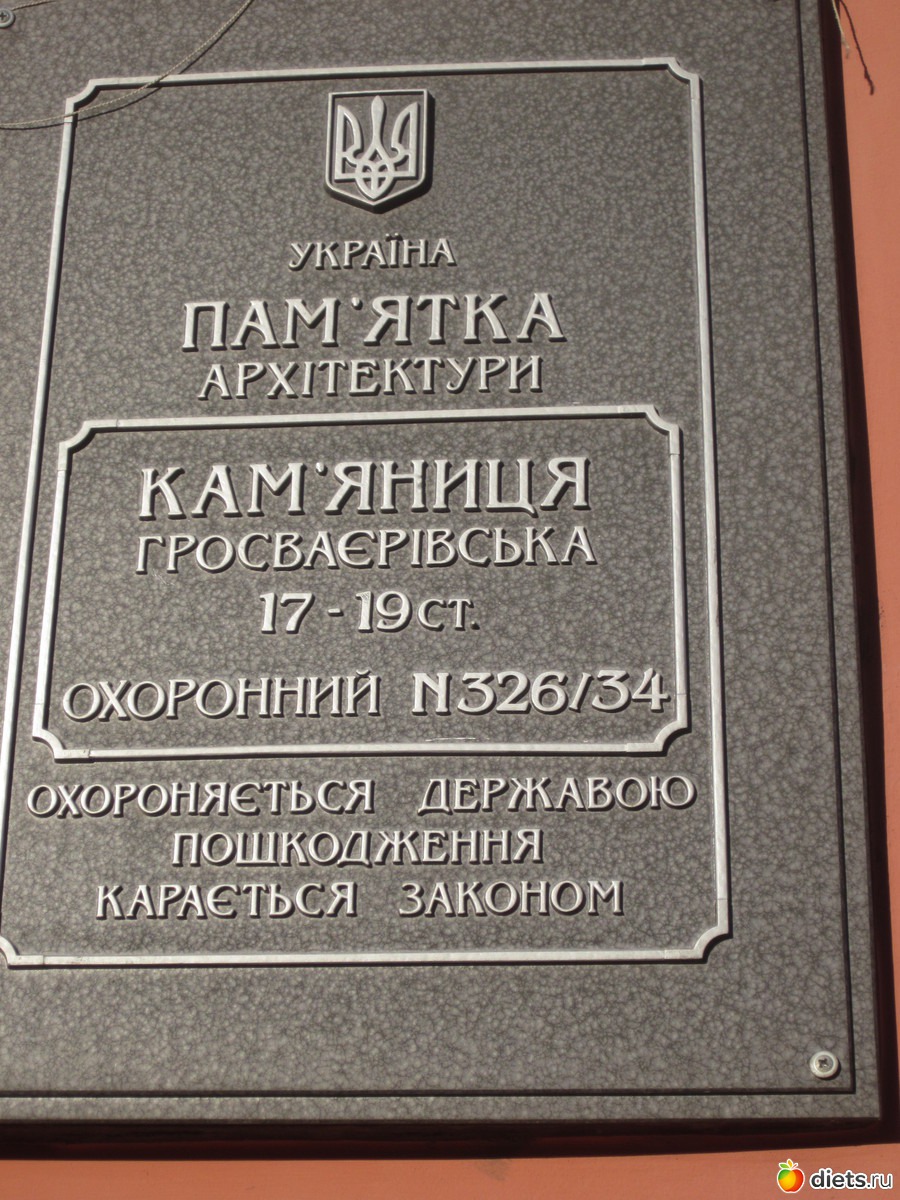 УКРАЇНА
ПАМ'ЯТКА
АРХІТЕКТУРИ
КАМ'ЯНИЦЯ
ГРОСВАЄРІВСЬКА
17 - 19 СТ.
ОХОРОННИЙ N326/34
ОХОРОНЯЄТЬСЯ ДЕРЖАВОЮ
ПОШКОДЖЕННЯ
КАРАЄТЬСЯ ЗАКОНОМ
diets.ru